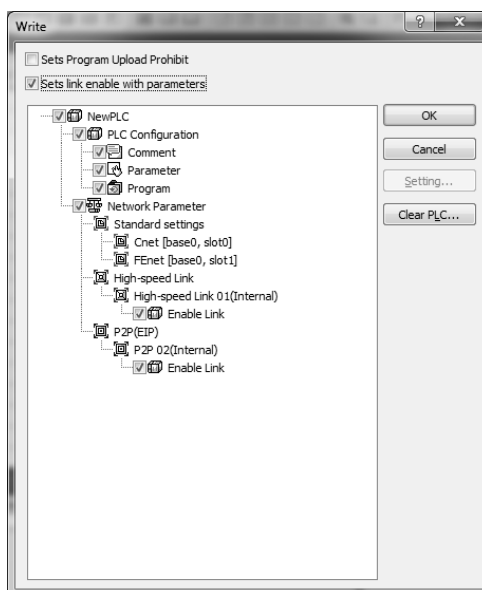 Write
Sets Program Upload Prohibit
Sets link enable with parameters
NewPLC
PLC Configuration
Comment
Parameter
Program
Network Parameter
Standard settings
Cnet [base0, slot0]
FEnet [base0, slot1]
High-speed Link
High-speed Link 01(Internal)
Enable Link
P2P(EIP)
P2P 02(Internal)
Enable Link
OK
Cancel
Setting...
Clear PLC...